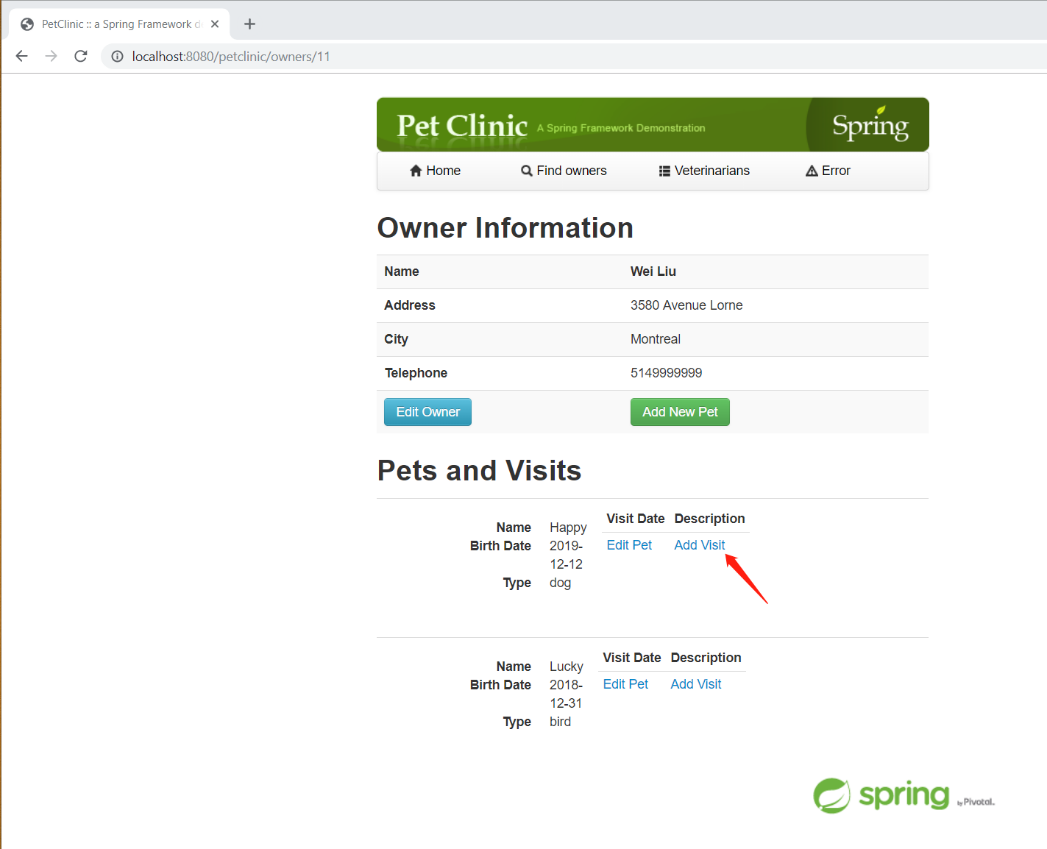 PetClinic :: a Spring Framework d
localhost:8080/petclinic/owners/11
Pet Clinic A Spring Framework Demonstration Spring
Home Find owners Veterinarians Error
Owner Information
Name Wei Liu
Address 3580 Avenue Lorne
City Montreal
Telephone 5149999999
Edit Owner Add New Pet
Pets and Visits
Visit Date Description
Name Happy
Birth Date 2019- Edit Pet Add Visit
12-12
Type dog
Visit Date Description
Name Lucky
Birth Date 2018- Edit Pet Add Visit
12-31
Type bird
spring by Pivotal.